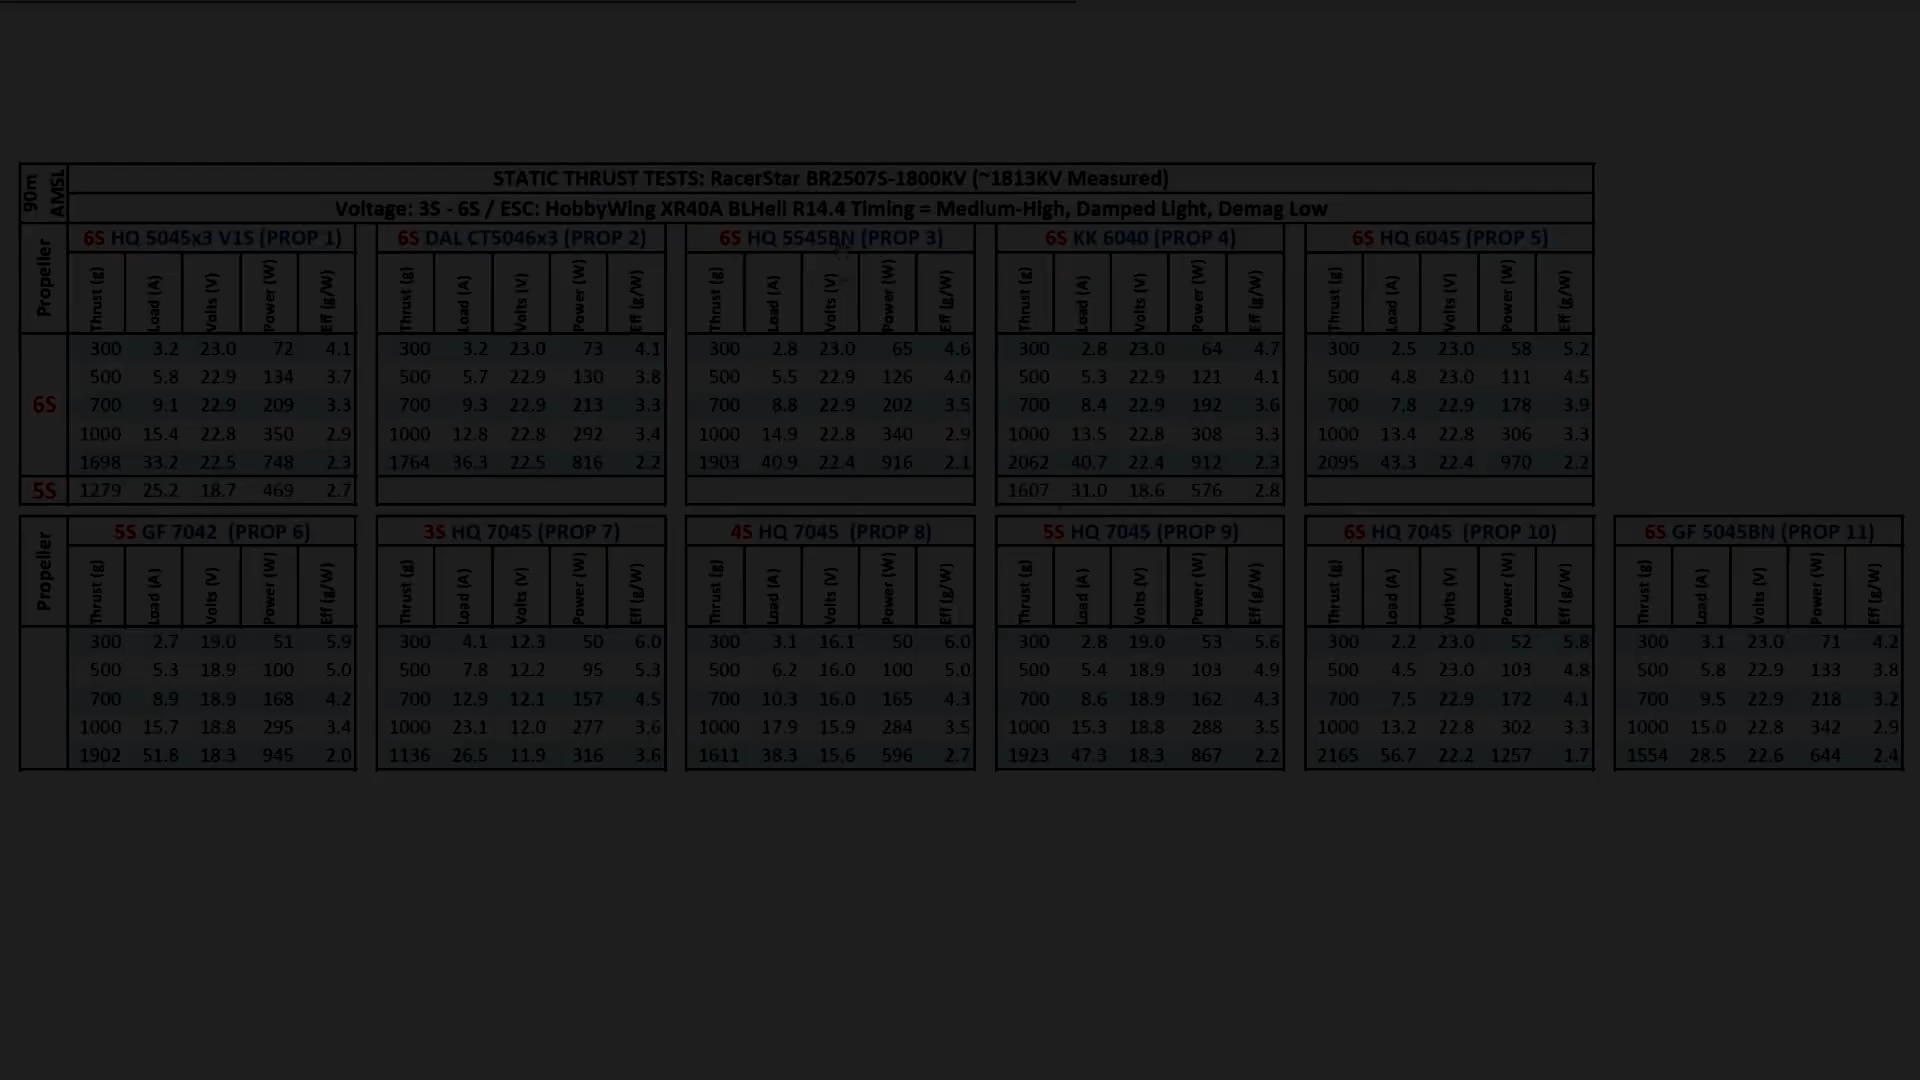 90m AMSL
STATIC THRUST TESTS: RacerStar BR2507S-1800KV (~1813KV Measured)
Voltage: 3S - 6S / ESC: HobbyWing XR40A BLHell R14.4 Timing = Medium-High, Damped Light, Demag Low
Propeller 6S HQ 5045x3 V1S (PROP 1) 6S DAL CT5046x3 (PROP 2) 6S HQ 5545BN (PROP 3) 6S KK 6040 (PROP 4) 6S HQ 6045 (PROP 5)
Thrust (g) Load (A) Volts (V) Power (W) Eff (g/W) Thrust (g) Load (A) Volts (V) Power (W) Eff (g/W) Thrust (g) Load (A) Volts (V) Power (W) Eff (g/W) Thrust (g) Load (A) Volts (V) Power (W) Eff (g/W) Thrust (g) Load (A) Volts (V) Power (W) Eff (g/W)
300 3.2 23.0 72 4.1 300 3.2 23.0 73 4.1 300 2.8 23.0 65 4.6 300 2.8 23.0 64 4.7 300 2.5 23.0 58 5.2
500 5.8 22.9 134 3.7 500 5.7 22.9 130 3.8 500 5.5 22.9 126 4.0 500 5.3 22.9 121 4.1 500 4.8 23.0 111 4.5
6S 700 9.1 22.9 209 3.3 700 9.3 22.9 213 3.3 700 8.8 22.9 202 3.5 700 8.4 22.9 192 3.6 700 7.8 22.9 178 3.9
1000 15.4 22.8 350 2.9 1000 12.8 22.8 292 3.4 1000 14.9 22.8 340 2.9 1000 13.5 22.8 308 3.3 1000 13.4 22.8 306 3.3
1698 33.2 22.5 748 2.3 1764 36.3 22.5 816 2.2 1903 40.9 22.4 916 2.1 2062 40.7 22.4 912 2.3 2095 43.3 22.4 970 2.2
5S 1279 25.2 18.7 469 2.7 1607 31.0 18.6 576 2.8
Propeller 5S GF 7042 (PROP 6) 3S HQ 7045 (PROP 7) 4S HQ 7045 (PROP 8) 5S HQ 7045 (PROP 9) 6S HQ 7045 (PROP 10) 6S GF 5045BN (PROP 11)
Thrust (g) Load (A) Volts (V) Power (W) Eff (g/W) Thrust (g) Load (A) Volts (V) Power (W) Eff (g/W) Thrust (g) Load (A) Volts (V) Power (W) Eff (g/W) Thrust (g) Load (A) Volts (V) Power (W) Eff (g/W) Thrust (g) Load (A) Volts (V) Power (W) Eff (g/W) Thrust (g) Load (A) Volts (V) Power (W) Eff (g/W)
300 2.7 19.0 51 5.9 300 4.1 12.3 50 6.0 300 3.1 16.1 50 6.0 300 2.8 19.0 53 5.6 300 2.2 23.0 52 5.8 300 3.1 23.0 71 4.2
500 5.3 18.9 100 5.0 500 7.8 12.2 95 5.3 500 6.2 16.0 100 5.0 500 5.4 18.9 103 4.9 500 4.5 23.0 103 4.8 500 5.8 22.9 133 3.8
700 8.9 18.9 168 4.2 700 12.9 12.1 157 4.5 700 10.3 16.0 165 4.3 700 8.6 18.9 162 4.3 700 7.5 22.9 172 4.1 700 9.5 22.9 218 3.2
1000 15.7 18.8 295 3.4 1000 23.1 12.0 277 3.6 1000 17.9 15.9 284 3.5 1000 15.3 18.8 288 3.5 1000 13.2 22.8 302 3.3 1000 15.0 22.8 342 2.9
1902 51.8 18.3 945 2.0 1136 26.5 11.9 316 3.6 1611 38.3 15.6 596 2.7 1923 47.3 18.3 867 2.2 2165 56.7 22.2 1257 1.7 1554 28.5 22.6 644 2.4